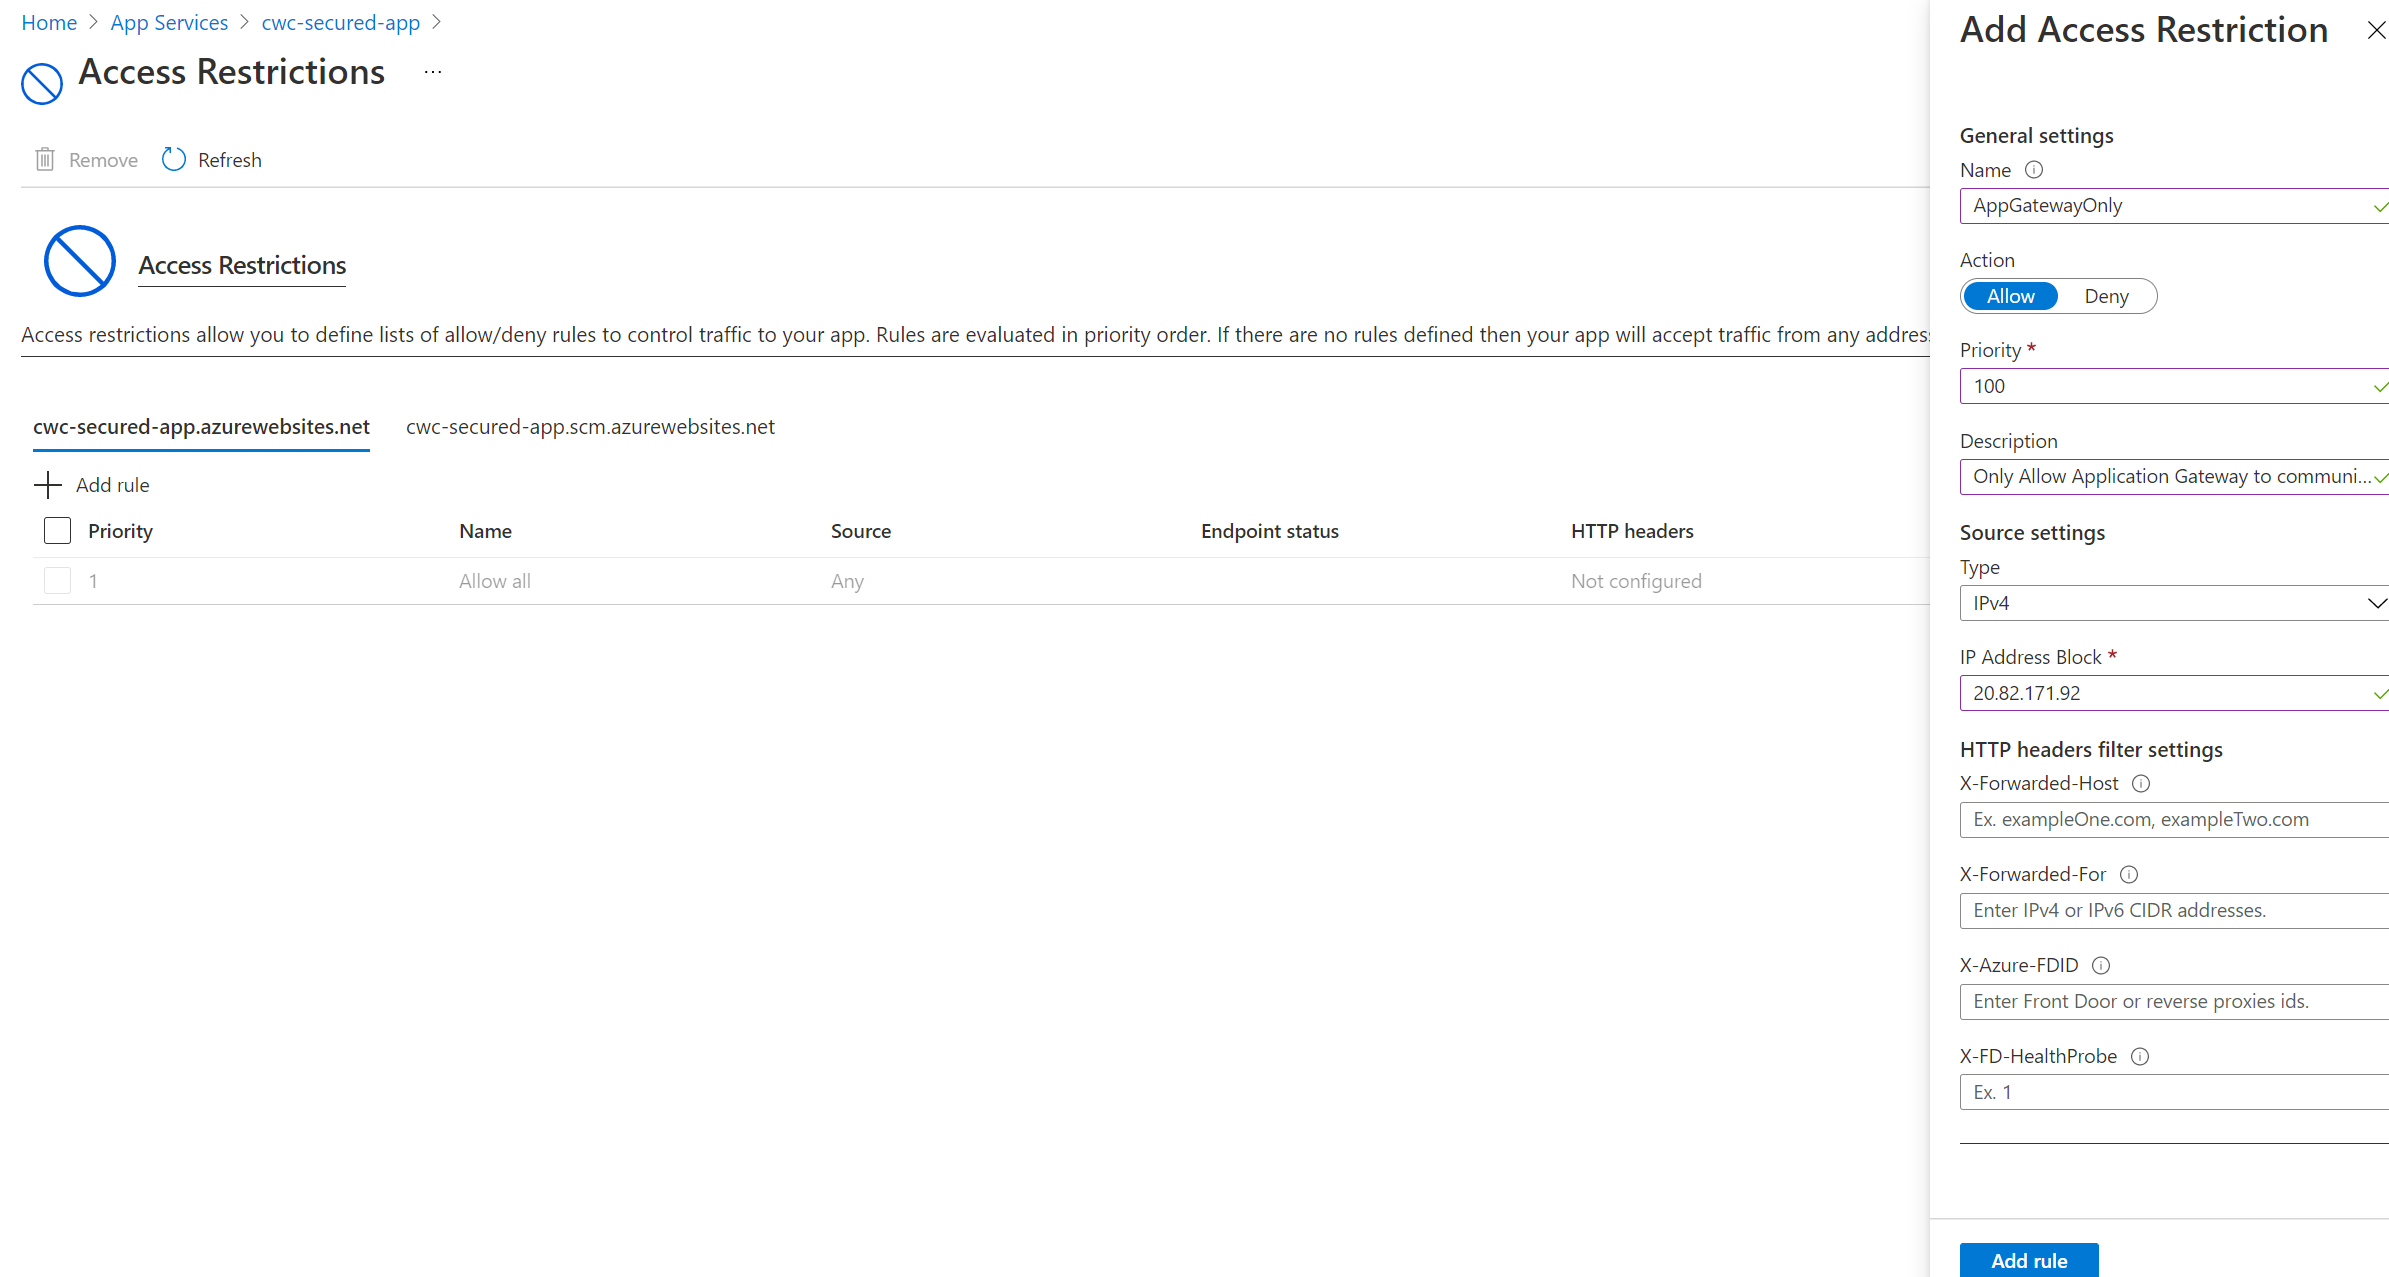 Home > App Services > cwc-secured-app >
Access Restrictions ...
Remove Refresh
Access Restrictions
Access restrictions allow you to define lists of allow/deny rules to control traffic to your app. Rules are evaluated in priority order. If there are no rules defined then your app will accept traffic from any
cwc-secured-app.azurewebsites.net cwc-secured-app.scm.azurewebsites.net
Add rule
Priority Name Source Endpoint status HTTP headers
1 Allow all Any Not configured
Add Access Restriction
General settings
Name
AppGatewayOnly
Action
Allow Deny
Priority *
100
Description
Only Allow Application Gateway to communi...
Source settings
Type
IPv4
IP Address Block *
20.82.171.92
HTTP headers filter settings
X-Forwarded-Host
Ex. exampleOne.com, exampleTwo.com
X-Forwarded-For
Enter IPv4 or IPv6 CIDR addresses.
X-Azure-FDID
Enter Front Door or reverse proxies ids.
X-FD-HealthProbe
Ex. 1
Add rule